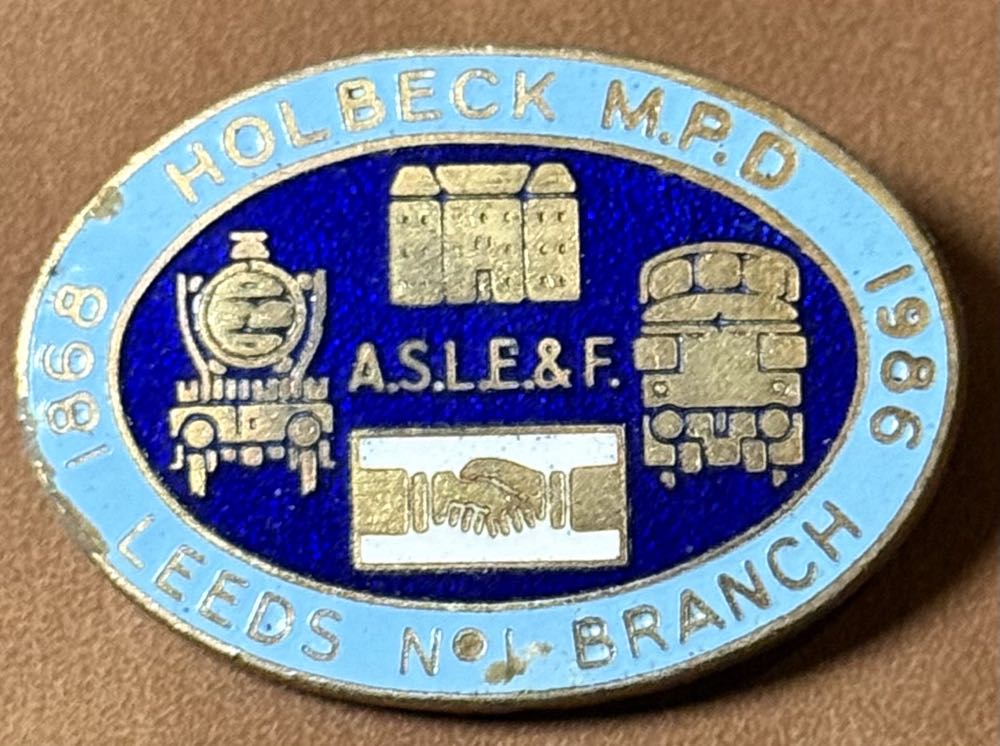 HOLBECK M.P.D
1868
1986
A.S.L.E.& F.
LEEDS Nº1 BRANCH